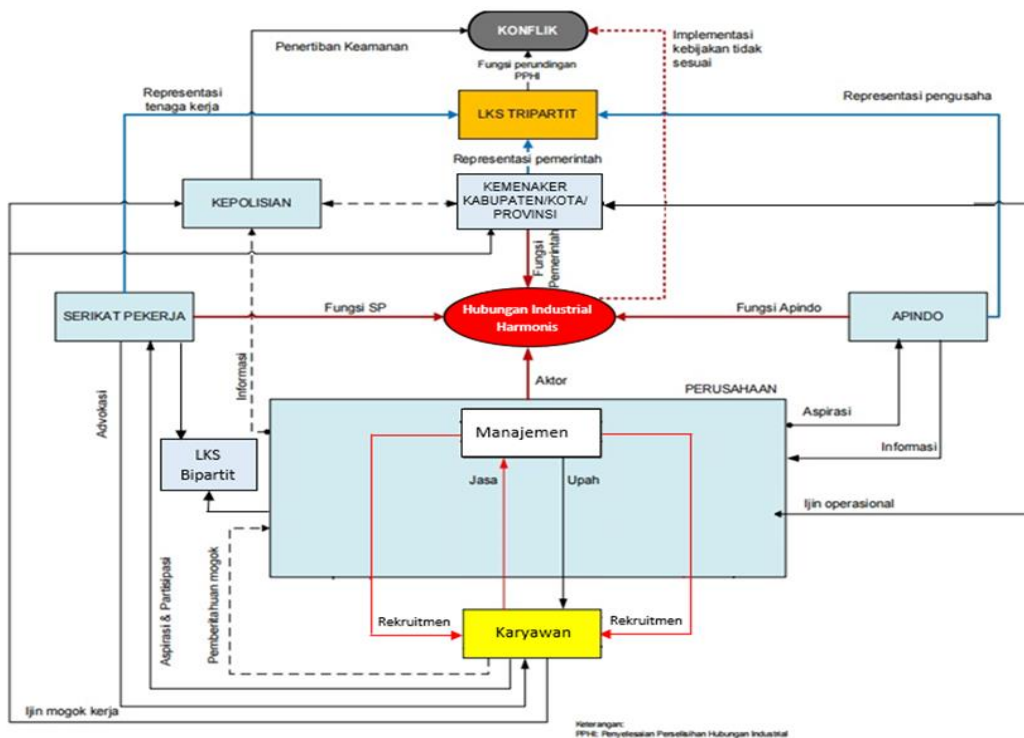 KONFLIK
Penertiban Keamanan
Implementasi
kebijakan tidak
sesuai
Fungsi perundingan
PPHI
Representasi
tenaga kerja
LKS TRIPARTIT
Representasi pengusaha
Representasi pemerintah
KEPOLISIAN
KEMENAKER
KABUPATEN/KOTA/
PROVINSI
Fungsi
Pemerintah
SERIKAT PEKERJA
Fungsi SP
Hubungan Industrial
Harmonis
Fungsi Apindo
APINDO
Informasi
Aktor
PERUSAHAAN
Advokasi
Manajemen
Aspirasi
LKS
Bipartit
Informasi
Jasa
Upah
Ijin operasional
Aspirasi & Partisipasi
Pemberitahuan mogok
Rekruitmen
Karyawan
Rekruitmen
Ijin mogok kerja
Keterangan:
PPHI: Penyelesaian Perselisihan Hubungan Industrial